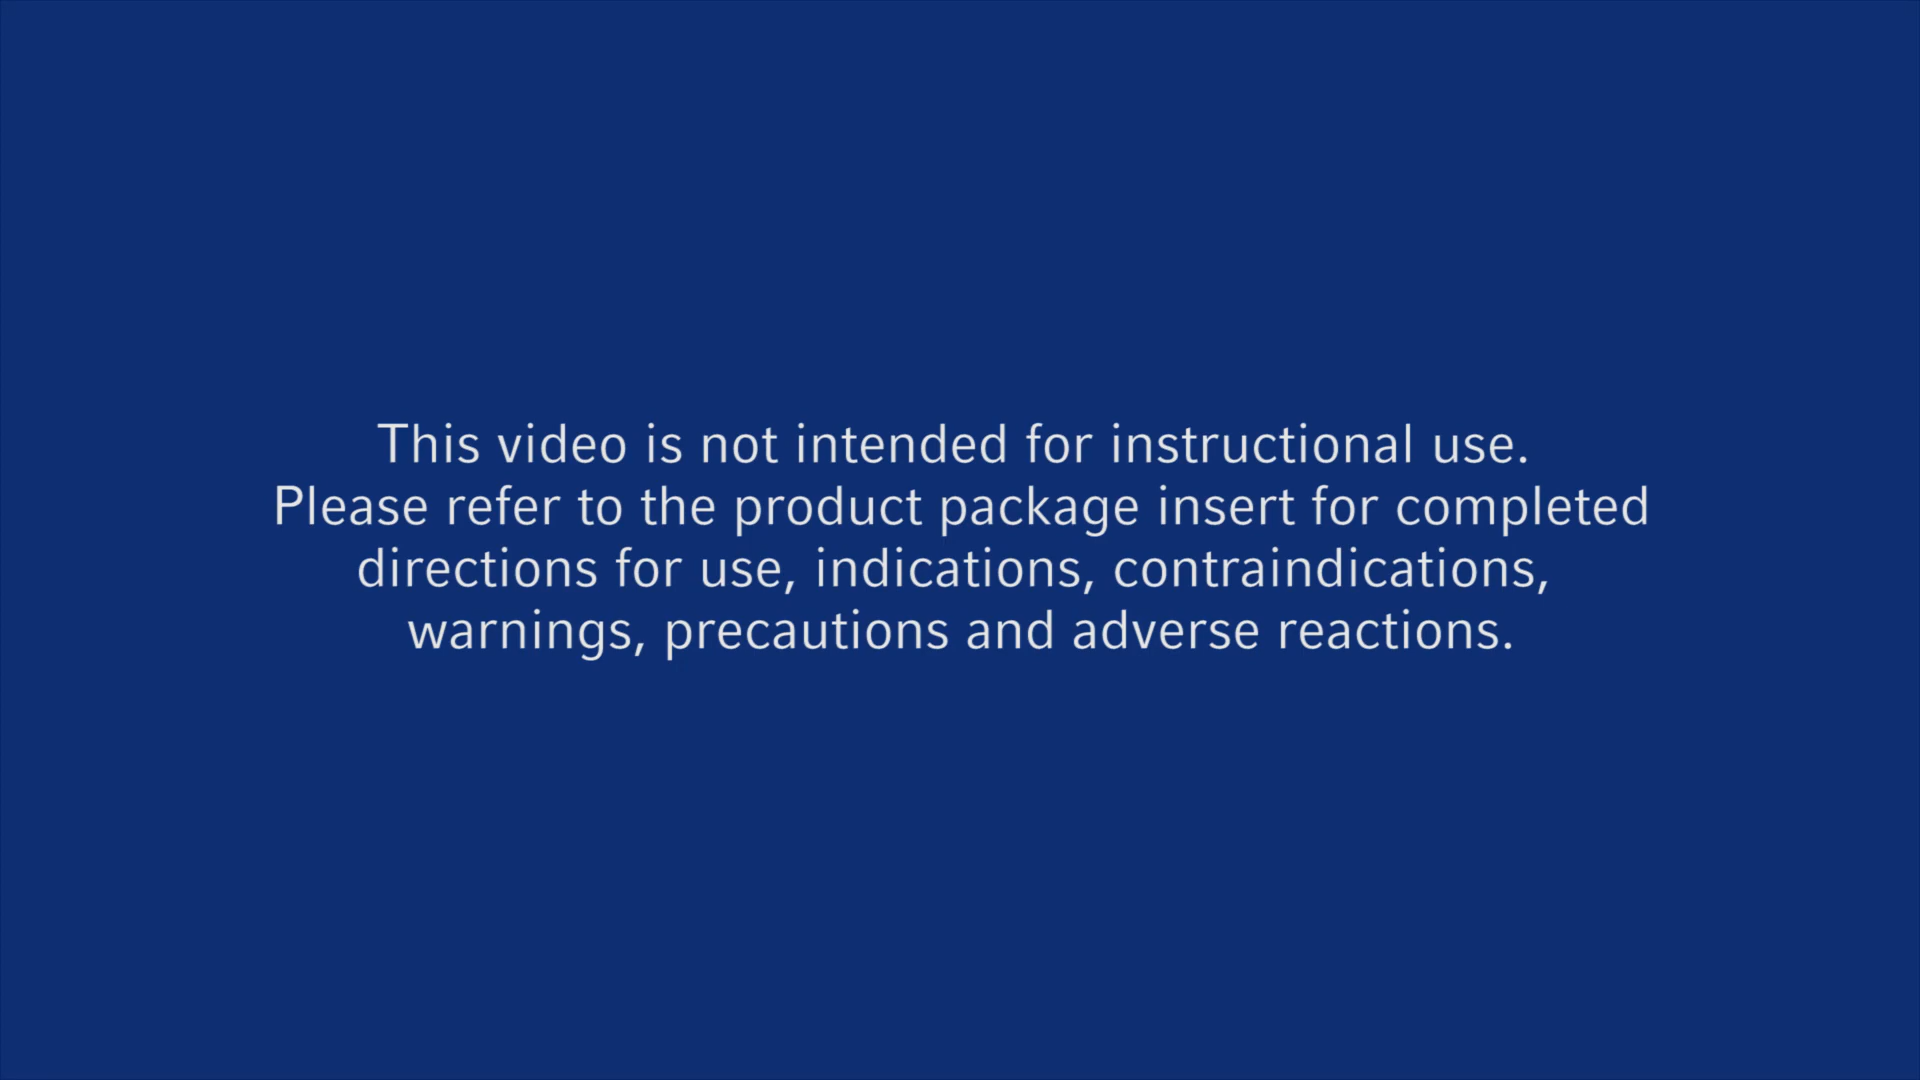 This video is not intended for instructional use.
Please refer to the product package insert for completed
directions for use, indications, contraindications,
warnings, precautions and adverse reactions.